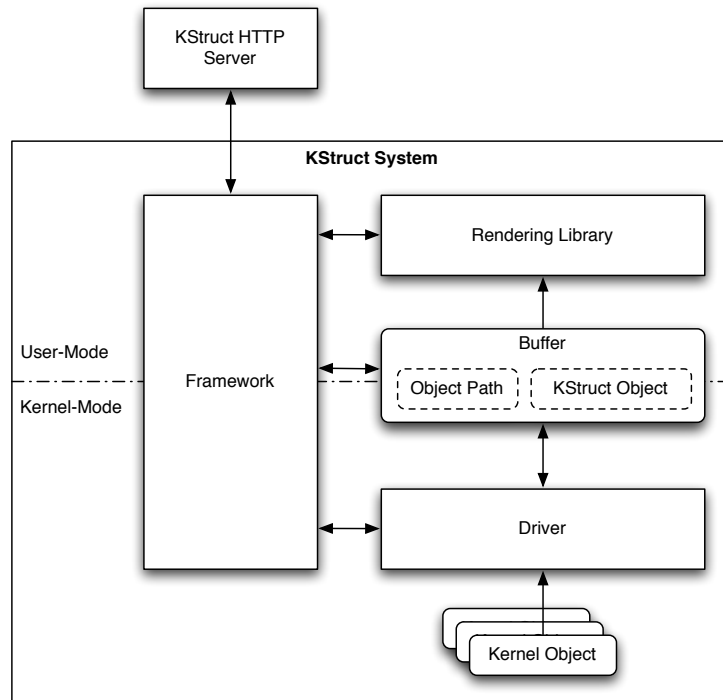 KStruct HTTP
Server
KStruct System
Rendering Library
Buffer
User-Mode
Framework
Object Path
KStruct Object
Kernel-Mode
Driver
Kernel Object